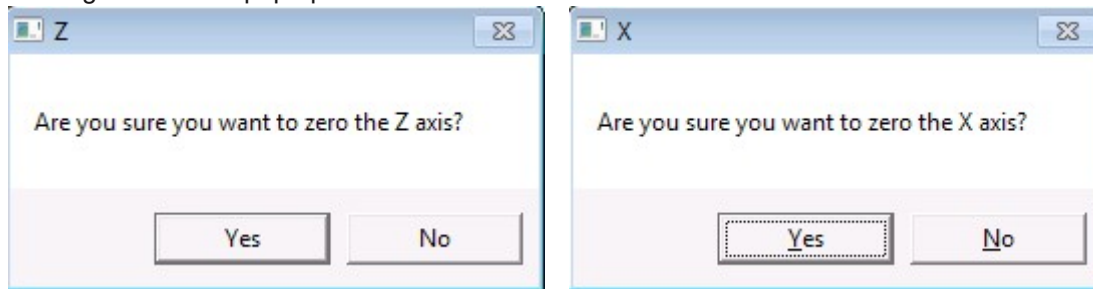 Z
Are you sure you want to zero the Z axis?
Yes No
X
Are you sure you want to zero the X axis?
Yes No